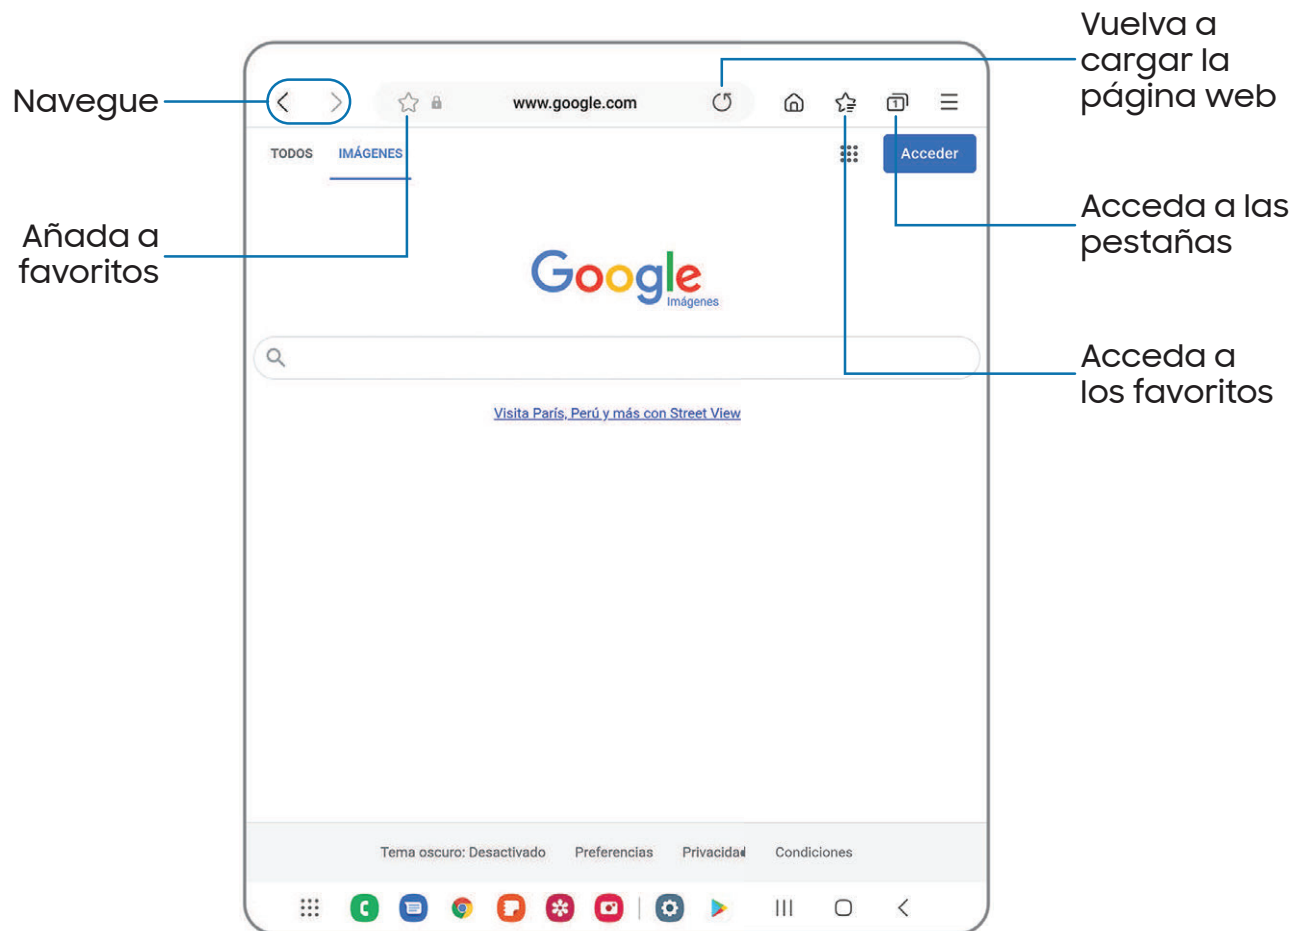 Vuelva a
cargar la
página web
Navegue
www.google.com
1
TODOS
IMÁGENES
Acceder
Añada a
favoritos
Acceda a las
pestañas
Google
Imágenes
Acceda a
los favoritos
Visita París, Perú y más con Street View
Tema oscuro: Desactivado
Preferencias
Privacidad
Condiciones